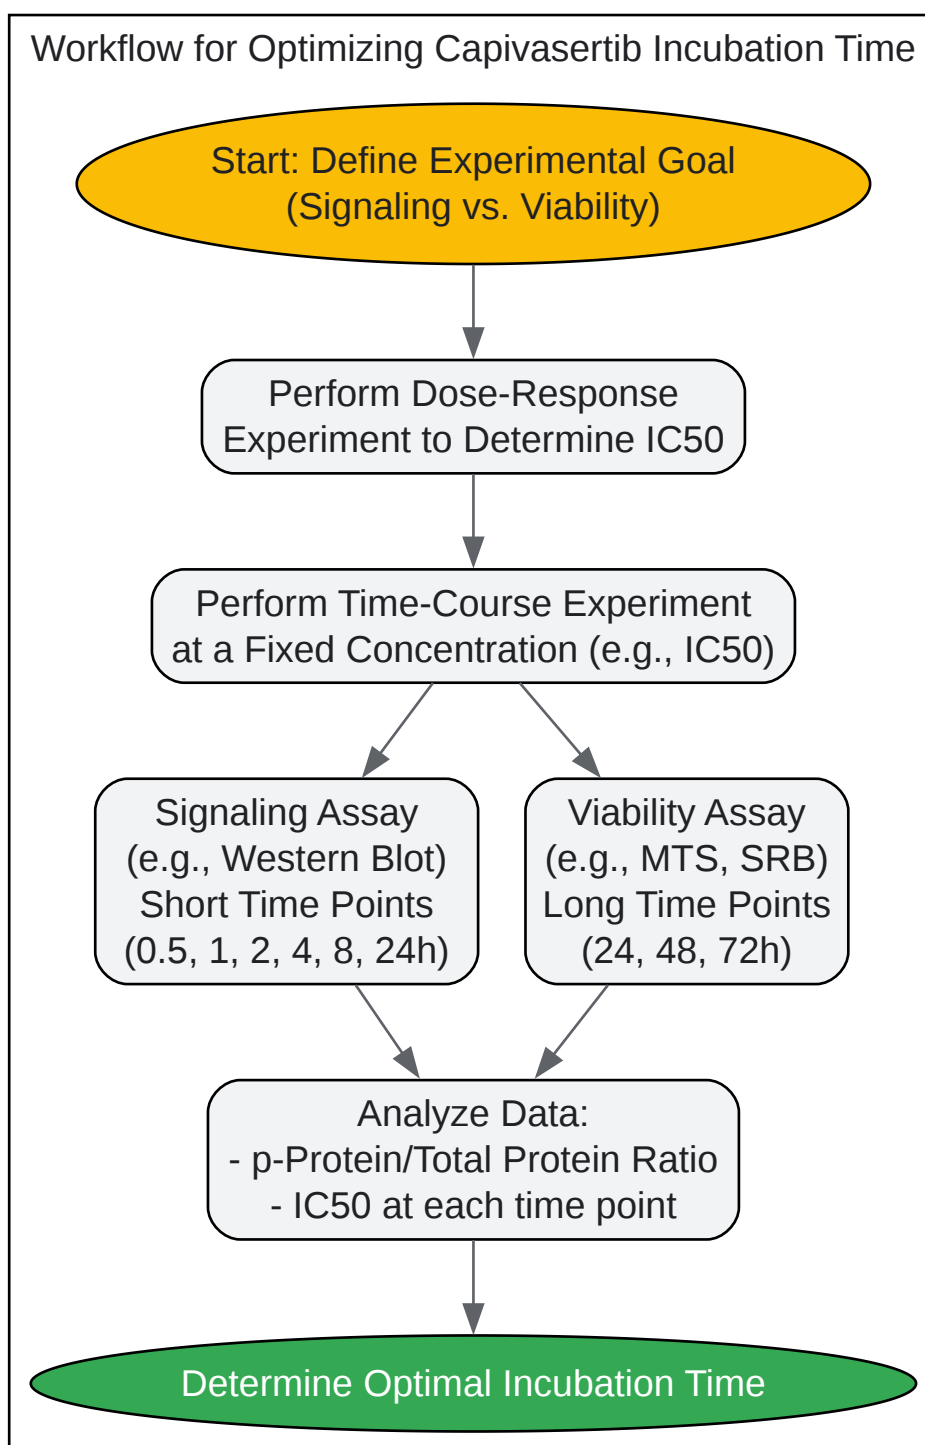 Workflow for Optimizing Capivasertib Incubation Time
Start: Define Experimental Goal
(Signaling vs. Viability)
Perform Dose-Response
Experiment to Determine IC50
Perform Time-Course Experiment
at a Fixed Concentration (e.g., IC50)
Signaling Assay
(e.g., Western Blot)
Short Time Points
(0.5, 1, 2, 4, 8, 24h)
Viability Assay
(e.g., MTS, SRB)
Long Time Points
(24, 48, 72h)
Analyze Data:
- p-Protein/Total Protein Ratio
- IC50 at each time point
Determine Optimal Incubation Time